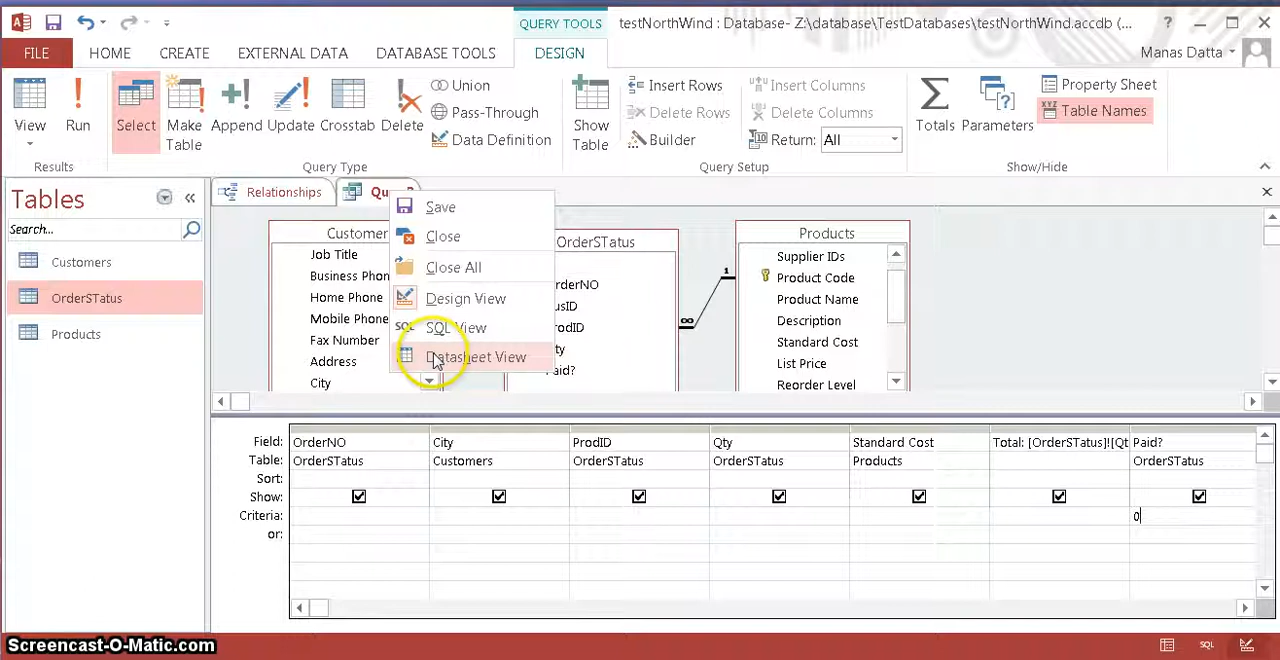 QUERY TOOLS
testNorthWind : Database- Z:\database\TestDatabases\testNorthWind.accdb (...
?
FILE
HOME
CREATE
EXTERNAL DATA
DATABASE TOOLS
DESIGN
Manas Datta
View
Run
Select
Make
Table
Append
Update
Crosstab
Delete
Union
Pass-Through
Data Definition
Show
Table
Insert Rows
Delete Rows
Builder
Insert Columns
Delete Columns
Return: All
Totals
Parameters
Property Sheet
Table Names
Results
Query Type
Query Setup
Show/Hide
Tables
Search...
Customers
OrderSTatus
Products
Relationships
Save
Close
Close All
Design View
SQL View
Datasheet View
Customer
Job Title
Business Phon
Home Phone
Mobile Phone
Fax Number
Address
City
OrderSTatus
rderNO
usID
rodID
ty
aid?
Products
Supplier IDs
Product Code
Product Name
Description
Standard Cost
List Price
Reorder Level
1
∞
Field: OrderNO City ProdID Qty Standard Cost Total: [OrderSTatus]![Qt Paid?
Table: OrderSTatus Customers OrderSTatus OrderSTatus Products OrderSTatus
Sort:
Show:
Criteria: 0
or:
SQL
Screencast-O-Matic.com